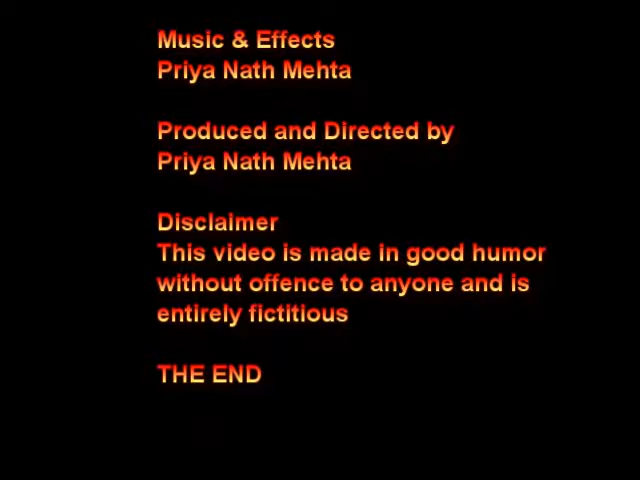 Music & Effects
Priya Nath Mehta
Produced and Directed by
Priya Nath Mehta
Disclaimer
This video is made in good humor
without offence to anyone and is
entirely fictitious
THE END